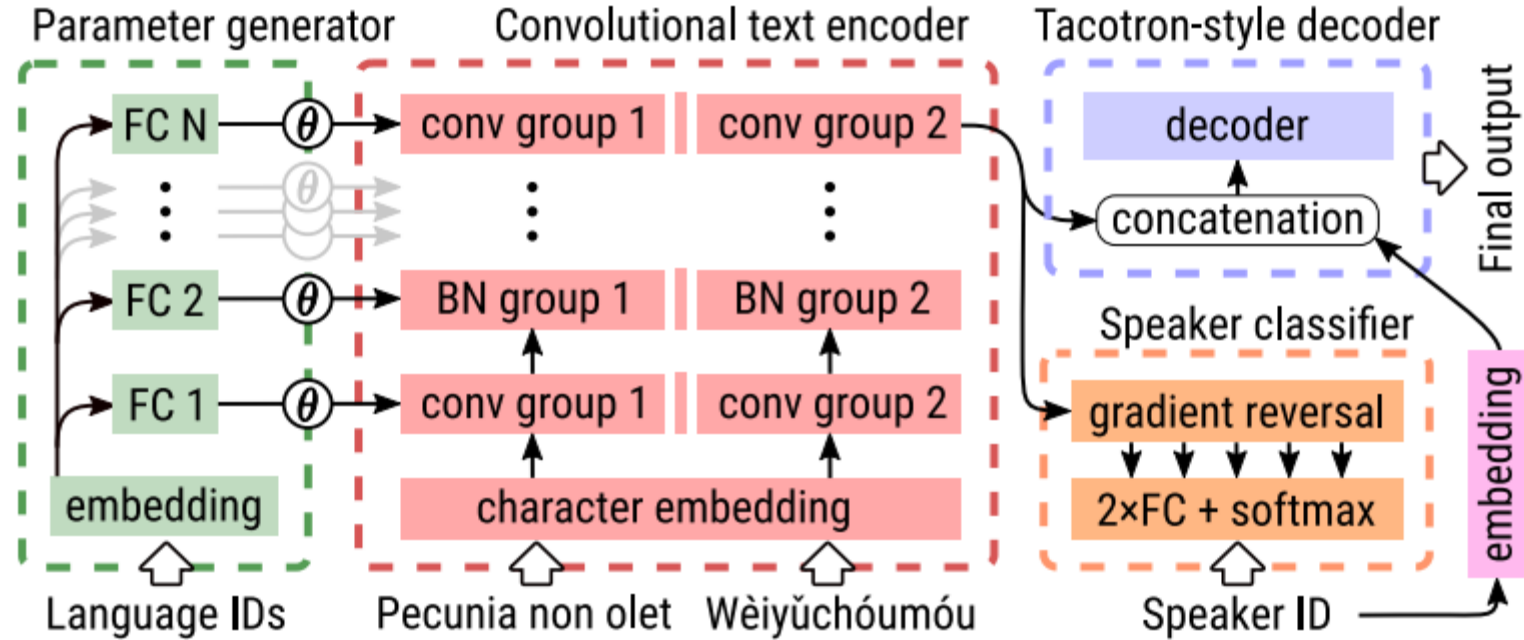 Parameter generator
Convolutional text encoder
Tacotron-style decoder
FC N
θ
conv group 1
conv group 2
decoder
θ
concatenation
Final output
FC 2
θ
BN group 1
BN group 2
Speaker classifier
FC 1
θ
conv group 1
conv group 2
gradient reversal
embedding
character embedding
2×FC + softmax
embedding
Language IDs
Pecunia non olet
Wèiyǔchóumóu
Speaker ID